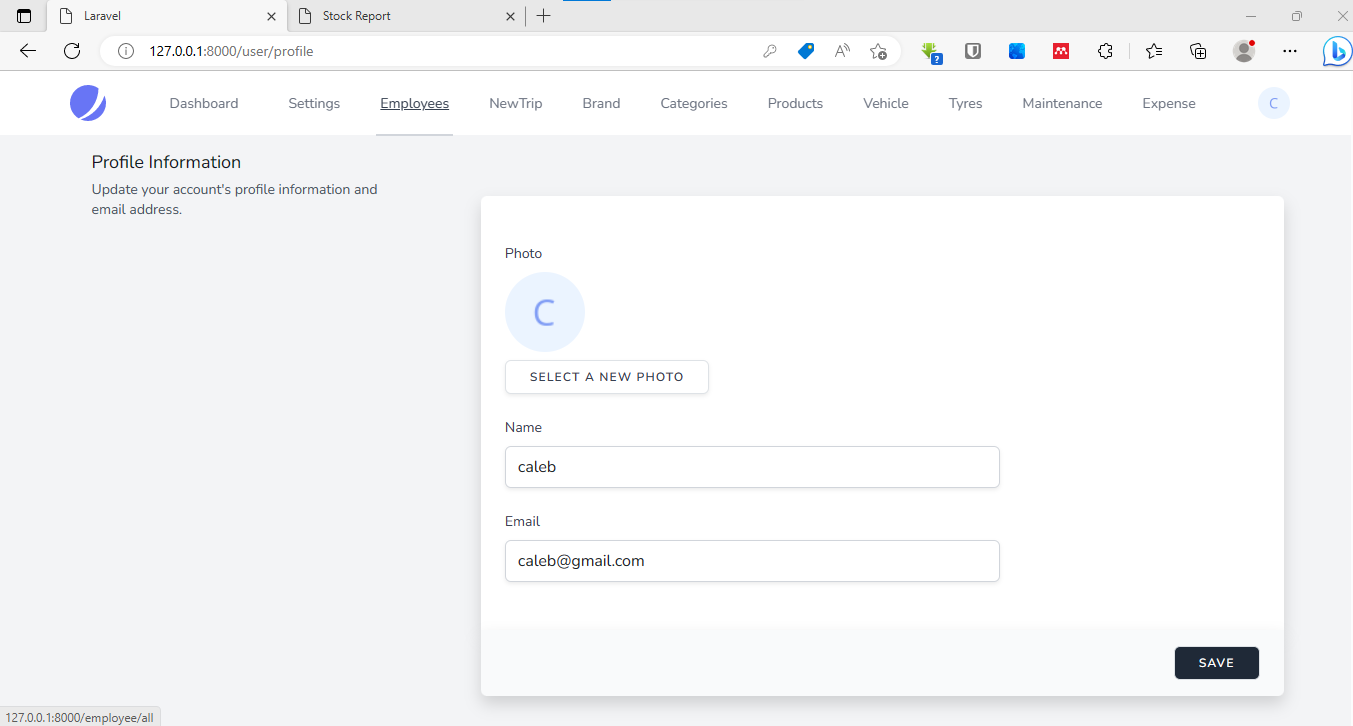 Laravel
Stock Report
127.0.0.1:8000/user/profile
A
?
b
Dashboard Settings Employees NewTrip Brand Categories Products Vehicle Tyres Maintenance Expense C
Profile Information
Update your account's profile information and
email address.
Photo
C
SELECT A NEW PHOTO
Name
caleb
Email
caleb@gmail.com
SAVE
127.0.0.1:8000/employee/all